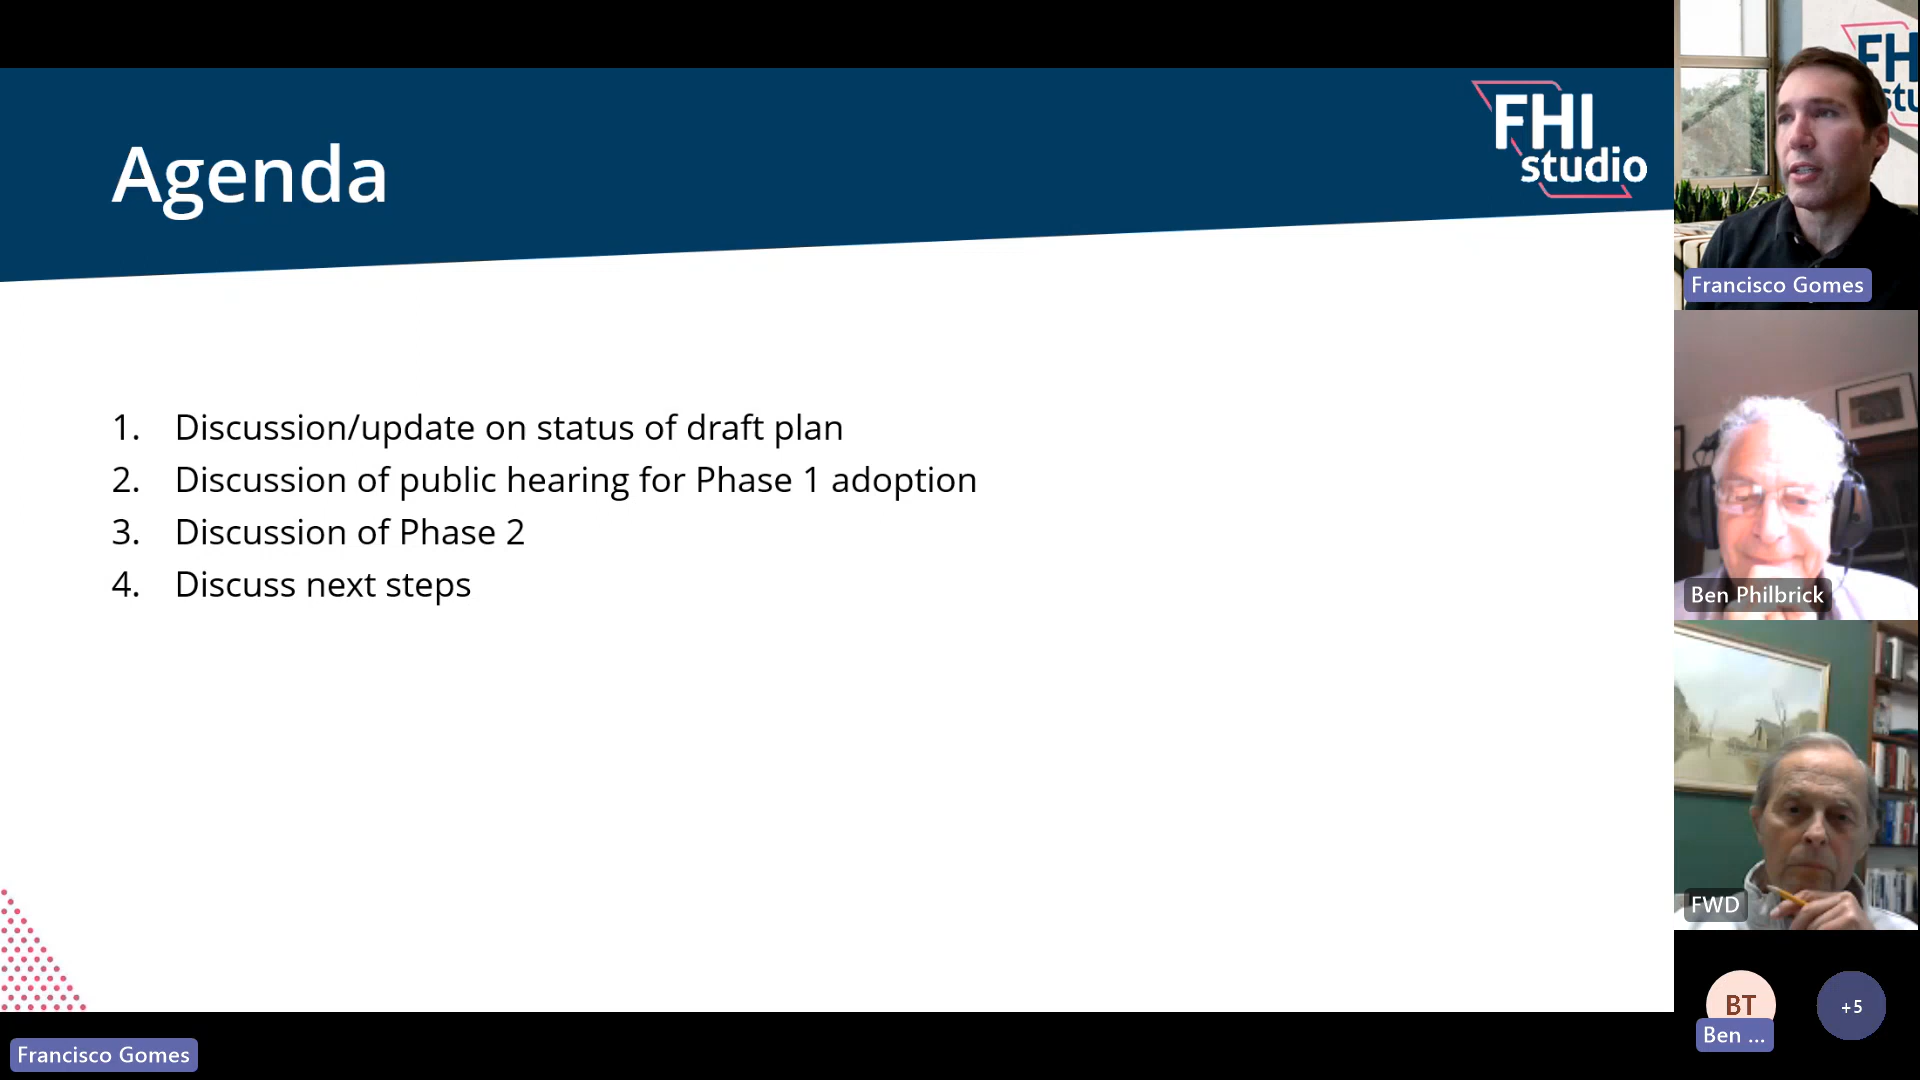 Agenda
FHI
studio
1. Discussion/update on status of draft plan
2. Discussion of public hearing for Phase 1 adoption
3. Discussion of Phase 2
4. Discuss next steps
FH
stu
Francisco Gomes
Ben Philbrick
FWD
BT
Ben ...
+5
Francisco Gomes